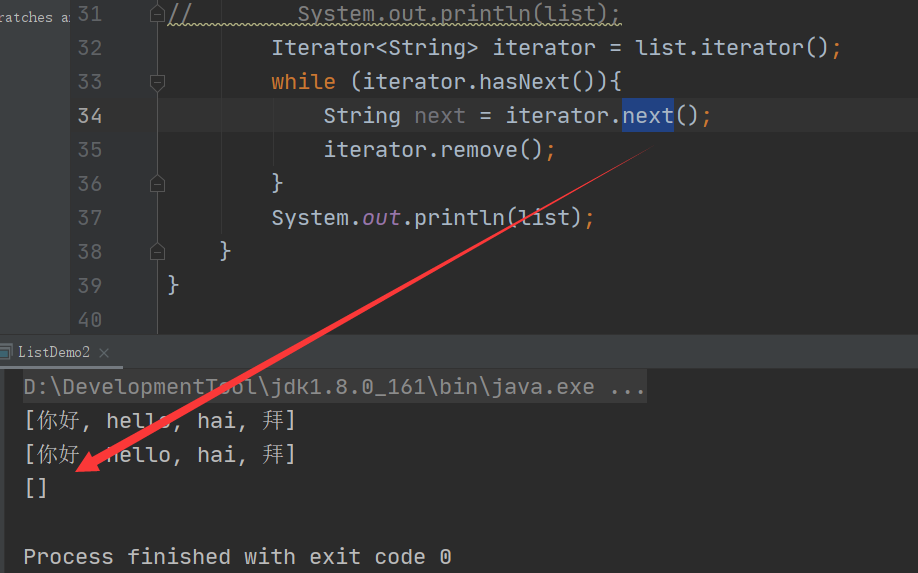 ratches a
31 // System.out.println(list);
32 Iterator<String> iterator = list.iterator();
33 while (iterator.hasNext()){
34 String next = iterator.next();
35 iterator.remove();
36 }
37 System.out.println(list);
38 }
39 }
40
ListDemo2 ×
D:\DevelopmentTool\jdk1.8.0_161\bin\java.exe ...
[你好, hello, hai, 拜]
[你好, hello, hai, 拜]
[]
Process finished with exit code 0